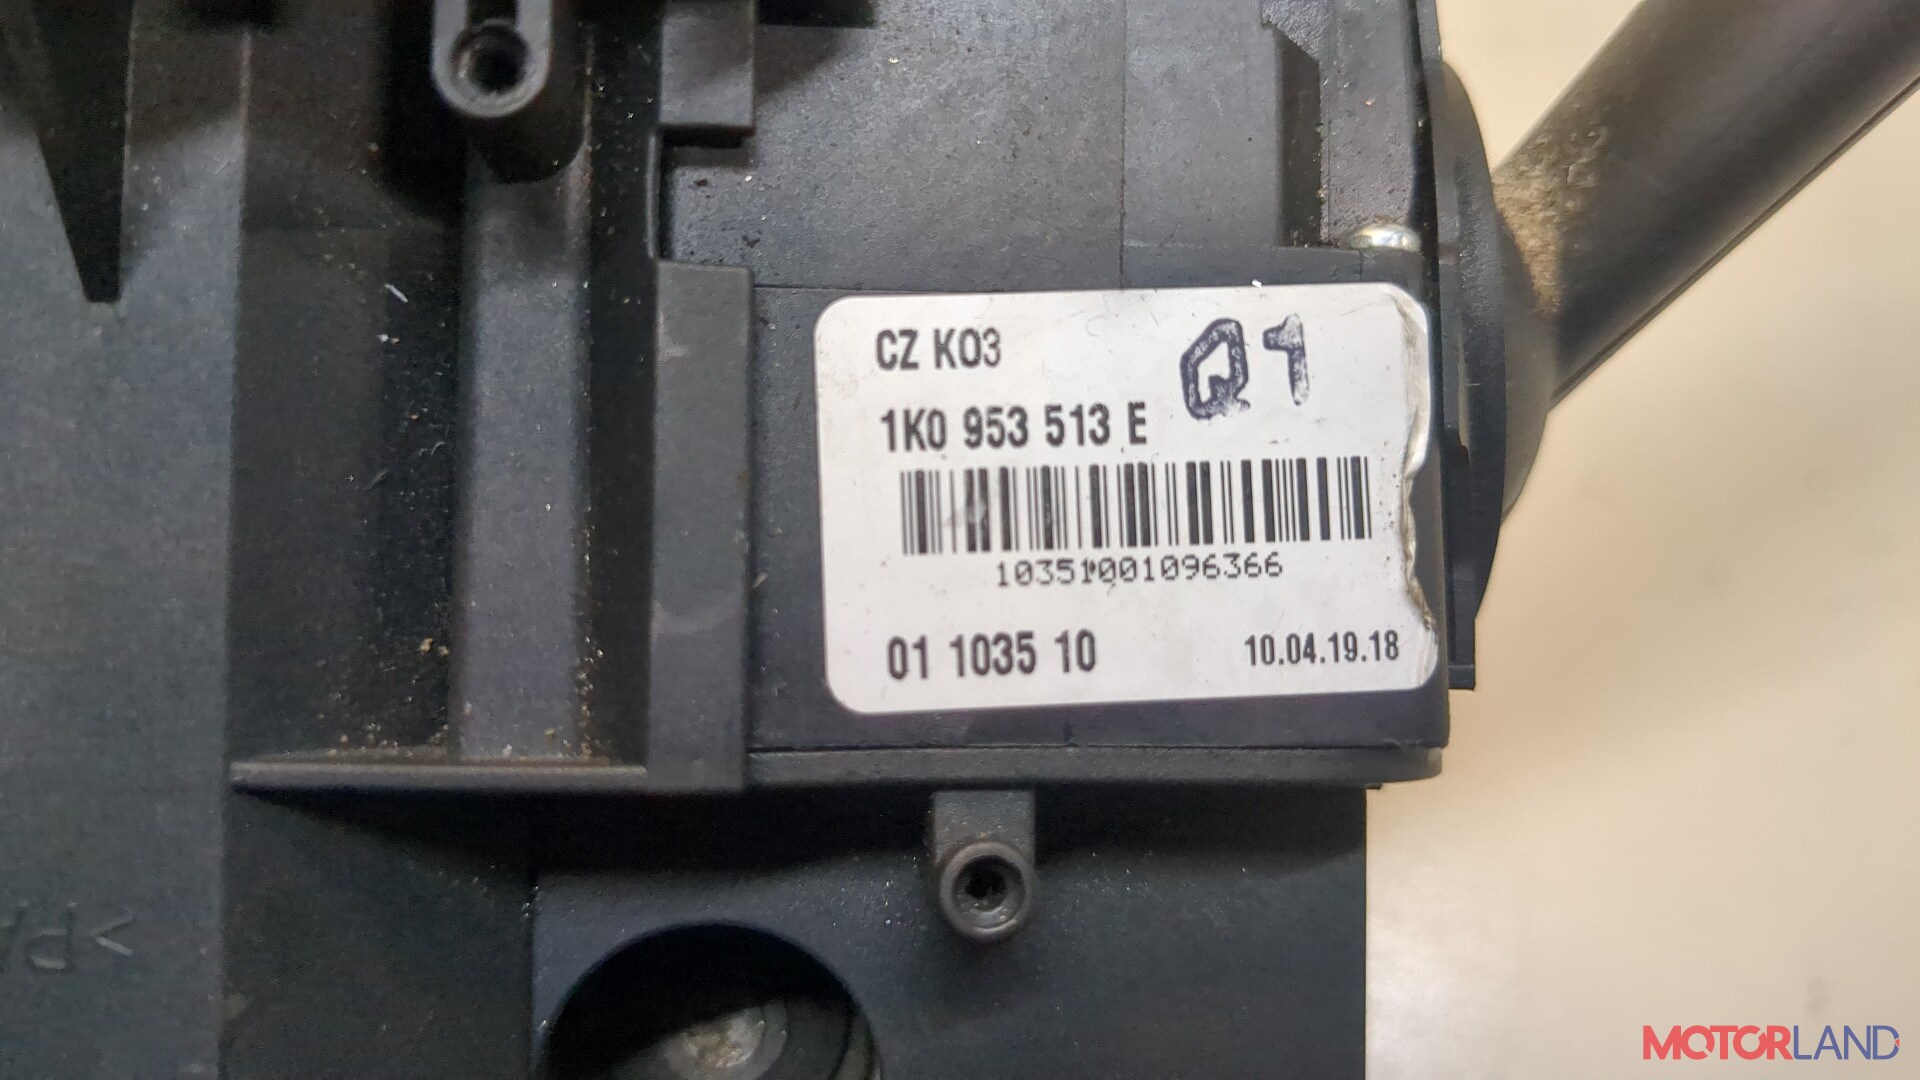 CZ K03
Q1
1K0 953 513 E
10351001096366
01 1035 10
10.04.19.18
MOTORLAND